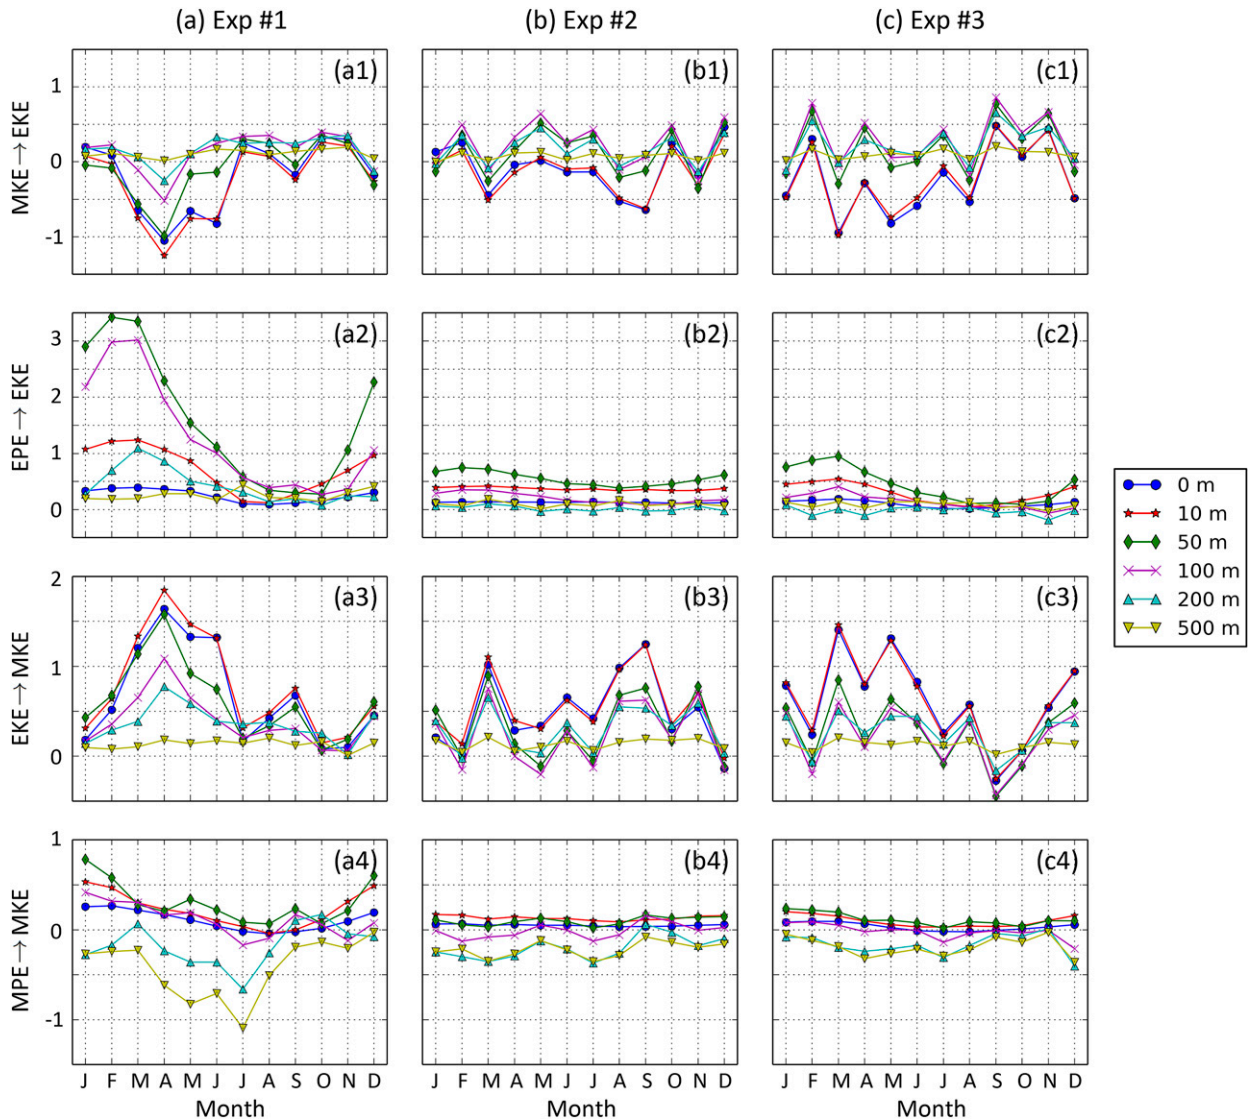 (a) Exp #1 (b) Exp #2 (c) Exp #3
MKE → EKE
1
0
-1
(a1) (b1) (c1)
EPE → EKE
3
2
1
0
(a2) (b2) (c2)
0 m
10 m
50 m
100 m
200 m
500 m
EKE → MKE
2
1
0
(a3) (b3) (c3)
MPE → MKE
1
0
-1
(a4) (b4) (c4)
J F M A M J J A S O N D J F M A M J J A S O N D J F M A M J J A S O N D
Month Month Month